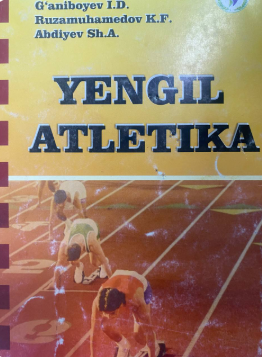 G‘aniboyev I.D.
Ruzamuhamedov K.F.
Abdiyev Sh.A.
YENGIL
ATLETIKA